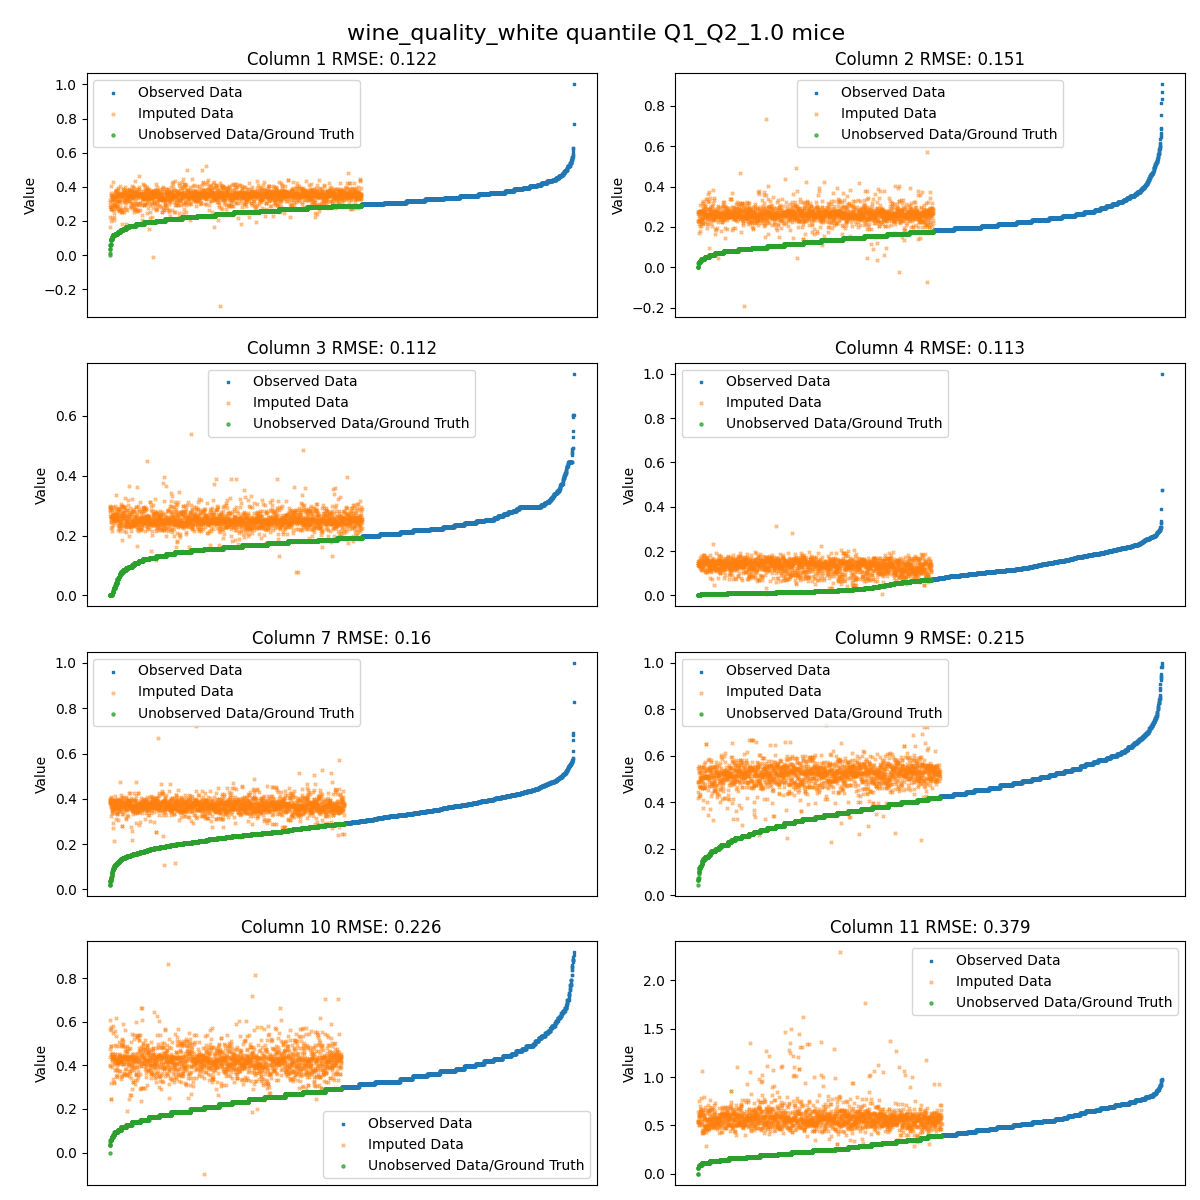 wine_quality_white quantile Q1_Q2_1.0 mice
Column 1 RMSE: 0.122
Value
1.0
0.8
0.6
0.4
0.2
0.0
−0.2
Observed Data
Imputed Data
Unobserved Data/Ground Truth
Column 2 RMSE: 0.151
Value
0.8
0.6
0.4
0.2
0.0
−0.2
Observed Data
Imputed Data
Unobserved Data/Ground Truth
Column 3 RMSE: 0.112
Value
0.6
0.4
0.2
0.0
Observed Data
Imputed Data
Unobserved Data/Ground Truth
Column 4 RMSE: 0.113
Value
1.0
0.8
0.6
0.4
0.2
0.0
Observed Data
Imputed Data
Unobserved Data/Ground Truth
Column 7 RMSE: 0.16
Value
1.0
0.8
0.6
0.4
0.2
0.0
Observed Data
Imputed Data
Unobserved Data/Ground Truth
Column 9 RMSE: 0.215
Value
1.0
0.8
0.6
0.4
0.2
0.0
Observed Data
Imputed Data
Unobserved Data/Ground Truth
Column 10 RMSE: 0.226
Value
0.8
0.6
0.4
0.2
0.0
Observed Data
Imputed Data
Unobserved Data/Ground Truth
Column 11 RMSE: 0.379
Value
2.0
1.5
1.0
0.5
0.0
Observed Data
Imputed Data
Unobserved Data/Ground Truth